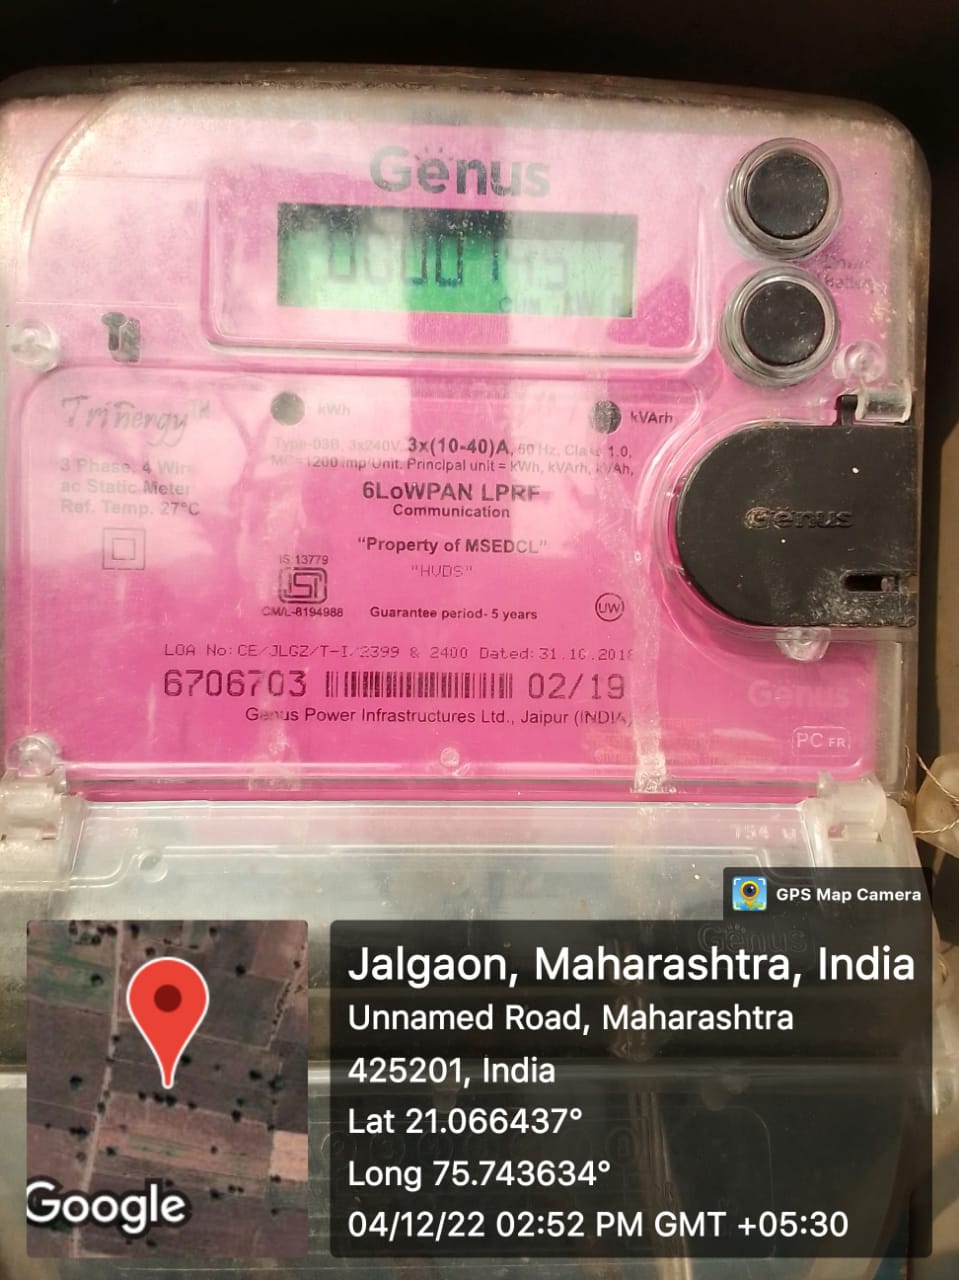 Genus
TriNergy™
kWh
kVArh
Type-03B, 3x240V, 3x(10-40)A, 50 Hz, Class 1.0,
MC=1200 imp/Unit. Principal unit = kWh, kVArh, kVAh,
3 Phase, 4 Wire
ac Static Meter
Ref. Temp. 27°C
6LoWPAN LPRF
Communication
Genus
"Property of MSEDCL"
"HVDS"
IS 13779
CM/L-8194988
Guarantee period- 5 years
UW
LOA No: CE/JLGZ/T-I/2399 & 2400 Dated: 31.10.2018
6706703 02/19
Genus
Genus Power Infrastructures Ltd., Jaipur (INDIA)
PC FR
GPS Map Camera
Genus
Jalgaon, Maharashtra, India
Unnamed Road, Maharashtra
425201, India
Lat 21.066437°
Long 75.743634°
04/12/22 02:52 PM GMT +05:30
Google